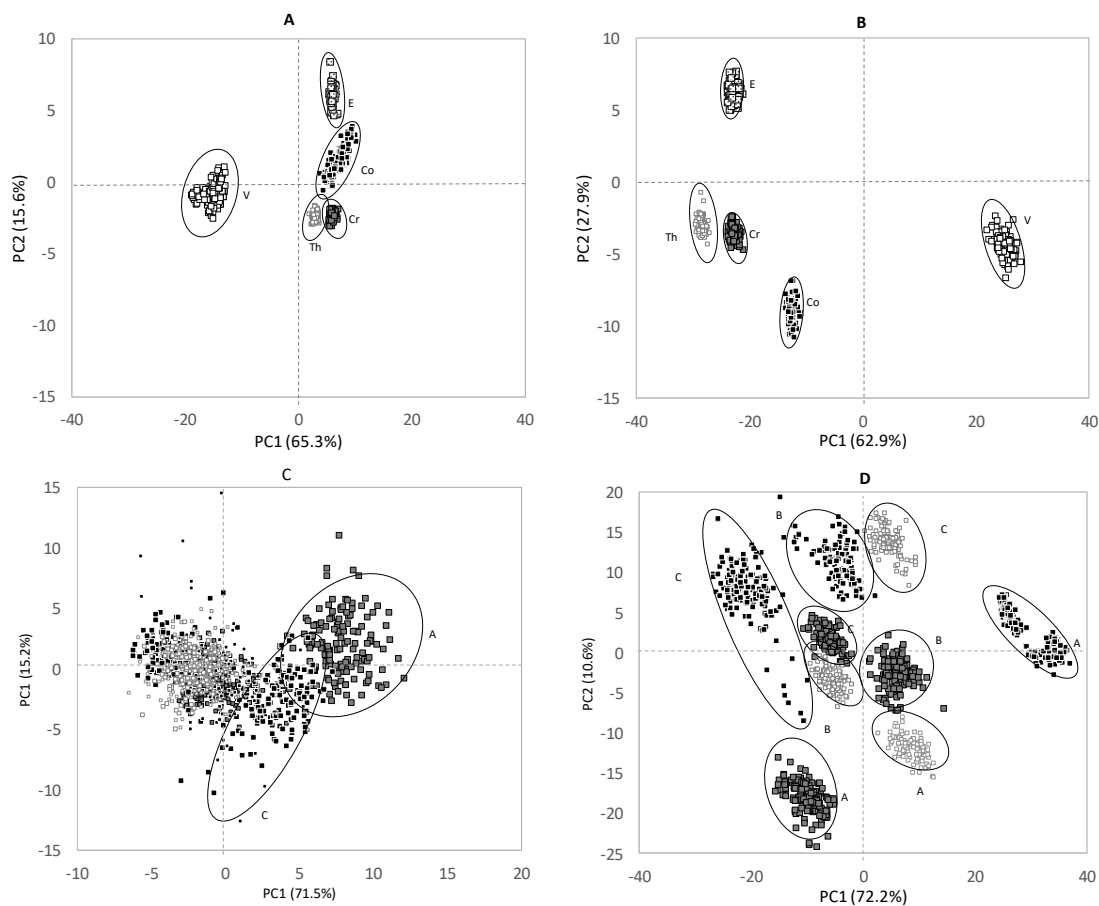 A
10
5
0
-5
-10
-15
-40
-20
0
20
40
PC2 (15.6%)
PC1 (65.3%)
E
Co
V
Cr
Th
B
10
5
0
-5
-10
-15
-40
-20
0
20
40
PC2 (27.9%)
PC1 (62.9%)
E
Th
Cr
V
Co
C
15
10
5
0
-5
-10
-15
-10
-5
0
5
10
15
20
PC1 (15.2%)
PC1 (71.5%)
A
C
D
20
15
10
5
0
-5
-10
-15
-20
-25
-40
-20
0
20
40
PC2 (10.6%)
PC1 (72.2%)
B
C
C
C
B
A
B
A
A